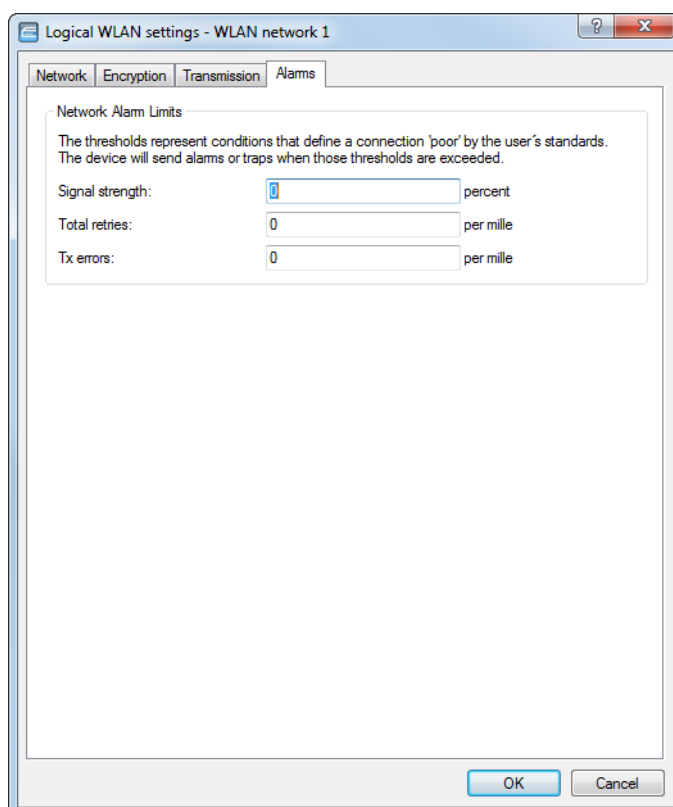 Logical WLAN settings - WLAN network 1
?
Network Encryption Transmission Alarms
Network Alarm Limits
The thresholds represent conditions that define a connection 'poor' by the user´s standards.
The device will send alarms or traps when those thresholds are exceeded.
Signal strength: 0 percent
Total retries: 0 per mille
Tx errors: 0 per mille
OK Cancel